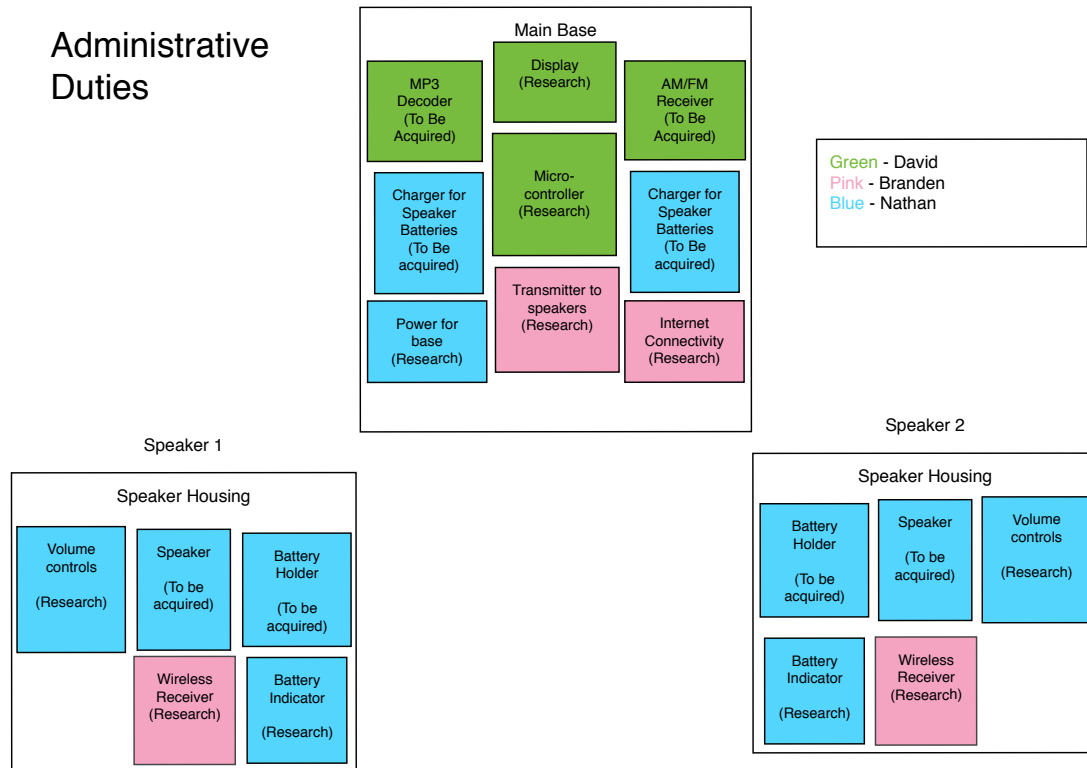 Administrative
Duties
Main Base
MP3
Decoder
(To Be
Acquired)
Display
(Research)
AM/FM
Receiver
(To Be
Acquired)
Micro-
controller
(Research)
Charger for
Speaker
Batteries
(To Be
acquired)
Charger for
Speaker
Batteries
(To Be
acquired)
Power for
base
(Research)
Transmitter to
speakers
(Research)
Internet
Connectivity
(Research)
Green - David
Pink - Branden
Blue - Nathan
Speaker 1
Speaker Housing
Volume
controls
(Research)
Speaker
(To be
acquired)
Battery
Holder
(To be
acquired)
Wireless
Receiver
(Research)
Battery
Indicator
(Research)
Speaker 2
Speaker Housing
Battery
Holder
(To be
acquired)
Speaker
(To be
acquired)
Volume
controls
(Research)
Battery
Indicator
(Research)
Wireless
Receiver
(Research)